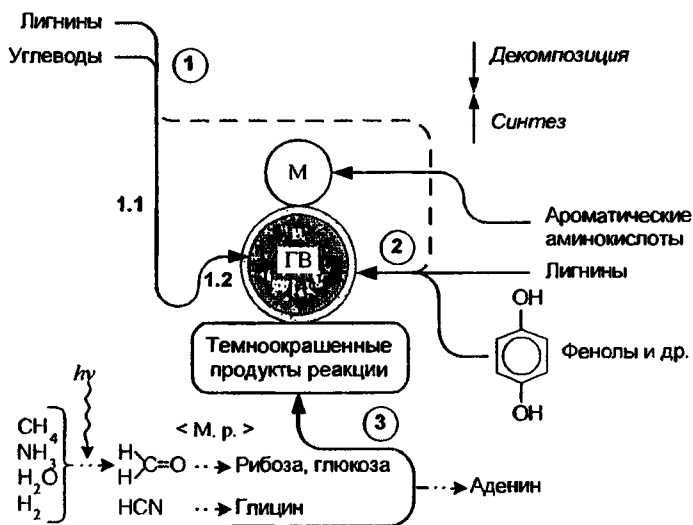 Лигнины
Углеводы
1
Декомпозиция
Синтез
М
1.1
Ароматические
аминокислоты
2
ГВ
1.2
Лигнины
OH
Темноокрашенные
продукты реакции
Фенолы и др.
OH
hν
3
< М. р. >
CH4
NH3
H2O
H2
H
H
C=O
Рибоза, глюкоза
Аденин
HCN
Глицин